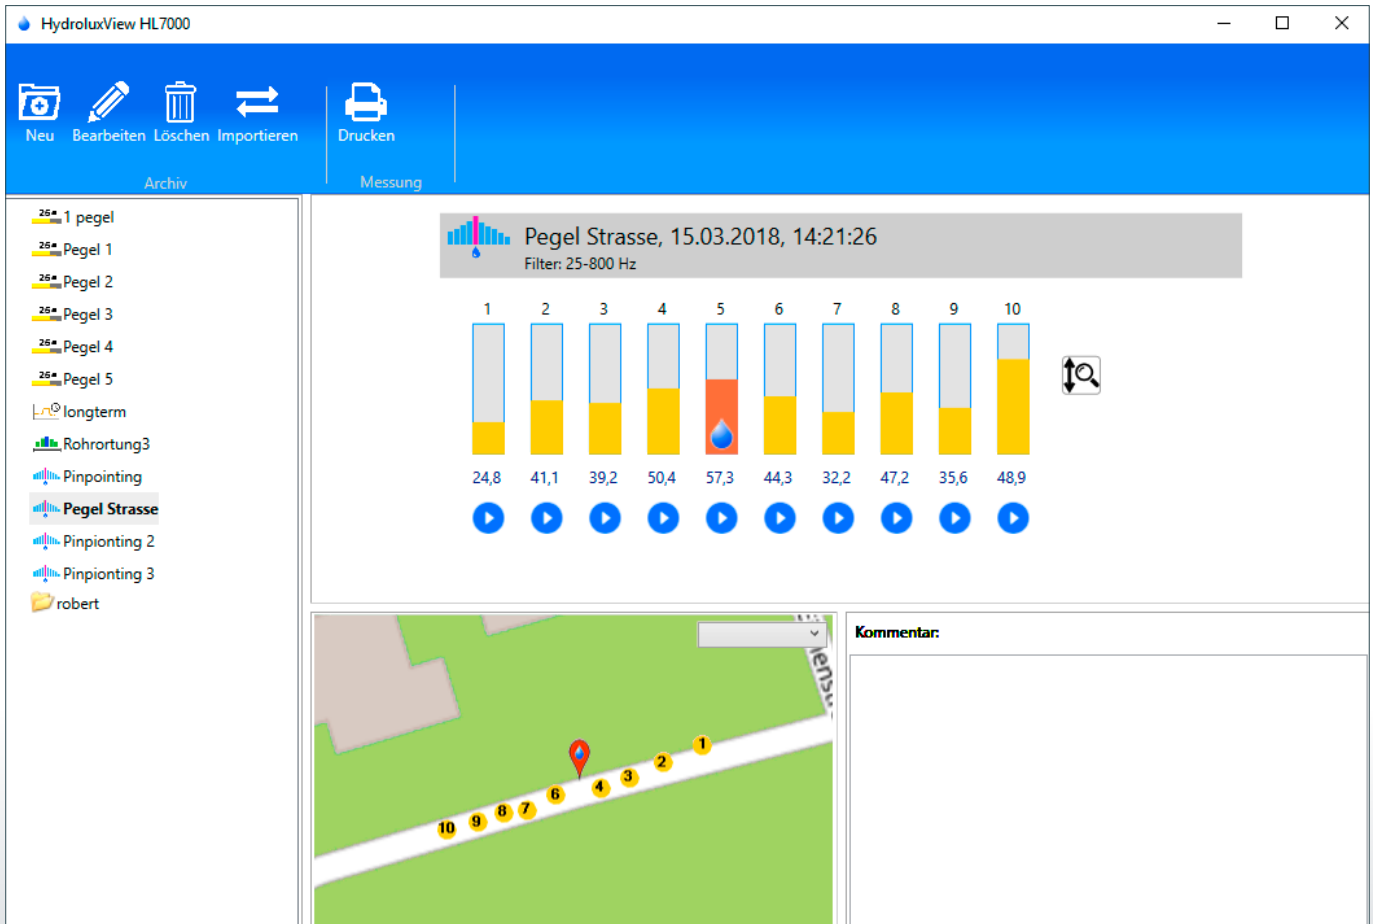 HydroluxView HL7000
Neu Bearbeiten Löschen Importieren Drucken
Archiv Messung
1 pegel
Pegel 1
Pegel 2
Pegel 3
Pegel 4
Pegel 5
longterm
Rohrortung3
Pinpointing
Pegel Strasse
Pinpionting 2
Pinpionting 3
robert
Pegel Strasse, 15.03.2018, 14:21:26
Filter: 25-800 Hz
1 2 3 4 5 6 7 8 9 10
24,8 41,1 39,2 50,4 57,3 44,3 32,2 47,2 35,6 48,9
1
2
3
4
6
7
8
9
10
Kommentar: